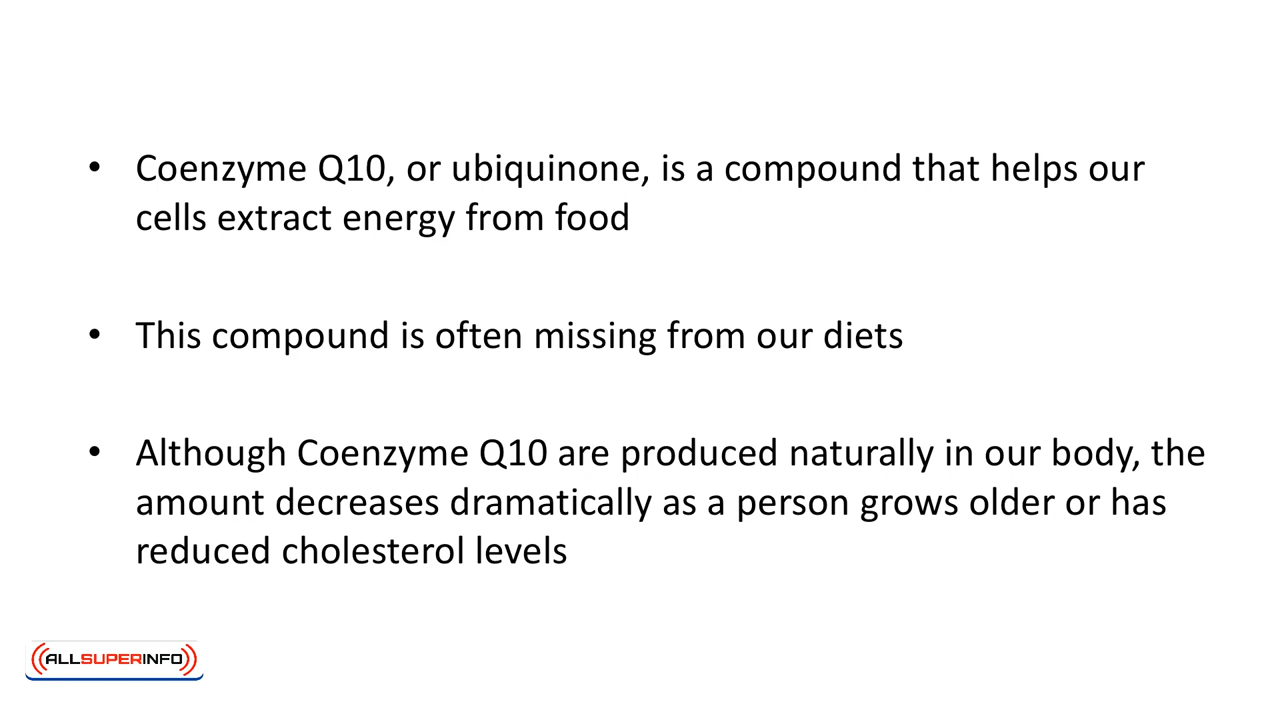 • Coenzyme Q10, or ubiquinone, is a compound that helps our
cells extract energy from food
• This compound is often missing from our diets
• Although Coenzyme Q10 are produced naturally in our body, the
amount decreases dramatically as a person grows older or has
reduced cholesterol levels
ALLSUPERINFO